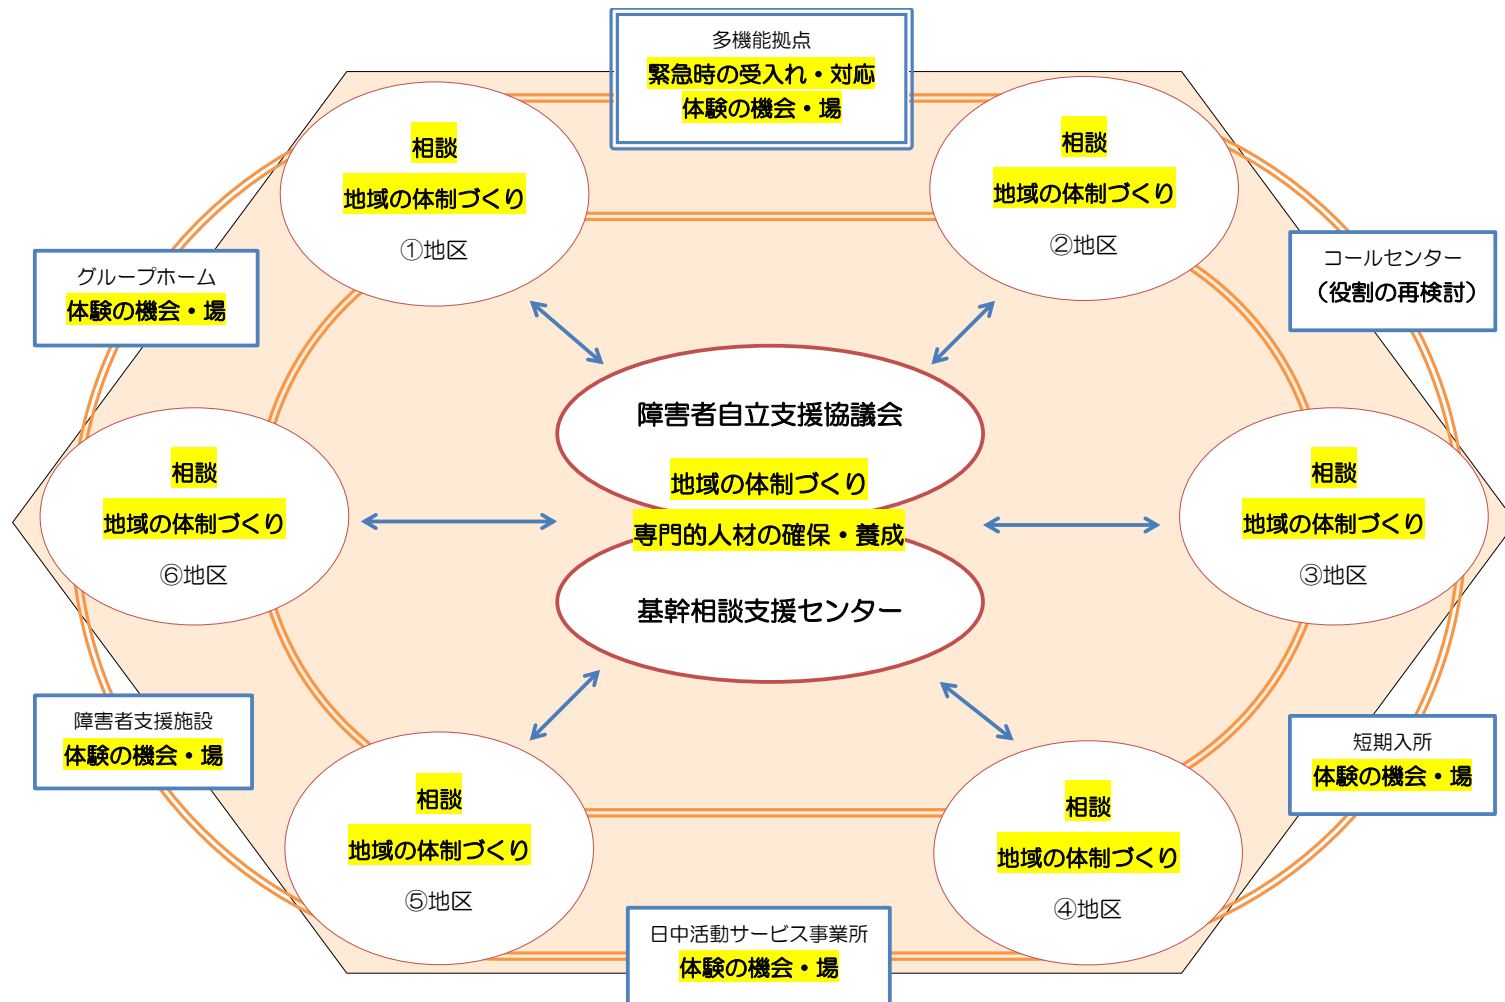 多機能拠点
緊急時の受入れ・対応
体験の機会・場
相談
地域の体制づくり
①地区
相談
地域の体制づくり
②地区
グループホーム
体験の機会・場
コールセンター
（役割の再検討）
障害者自立支援協議会
地域の体制づくり
専門的人材の確保・養成
基幹相談支援センター
相談
地域の体制づくり
⑥地区
相談
地域の体制づくり
③地区
障害者支援施設
体験の機会・場
短期入所
体験の機会・場
相談
地域の体制づくり
⑤地区
相談
地域の体制づくり
④地区
日中活動サービス事業所
体験の機会・場